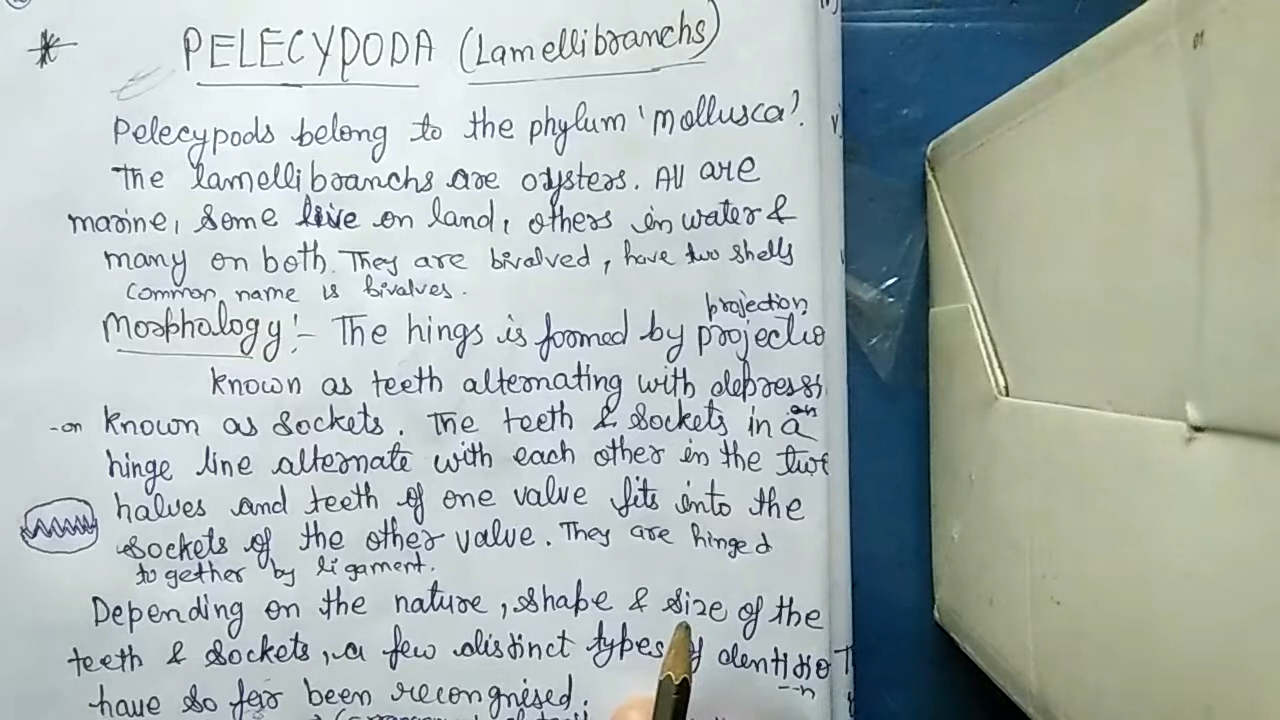 PELECYPODA (Lamellibranchs)
Pelecypods belong to the phylum 'Mollusca'.
The lamellibranchs are oysters. All are
marine, some live on land, others in water &
many on both. They are bivalved, have two shells
common name is bivalves.
projection
Morphology:- The hings is formed by projectio
known as teeth alternating with depressi
-on known as sockets. The teeth & sockets in a
hinge line alternate with each other in the two
halves and teeth of one valve fits into the
sockets of the other valve. They are hinged
together by ligament.
Depending on the nature, shape & size of the
teeth & sockets, a few distinct types of dentitio
-n
have so far been recongnised.